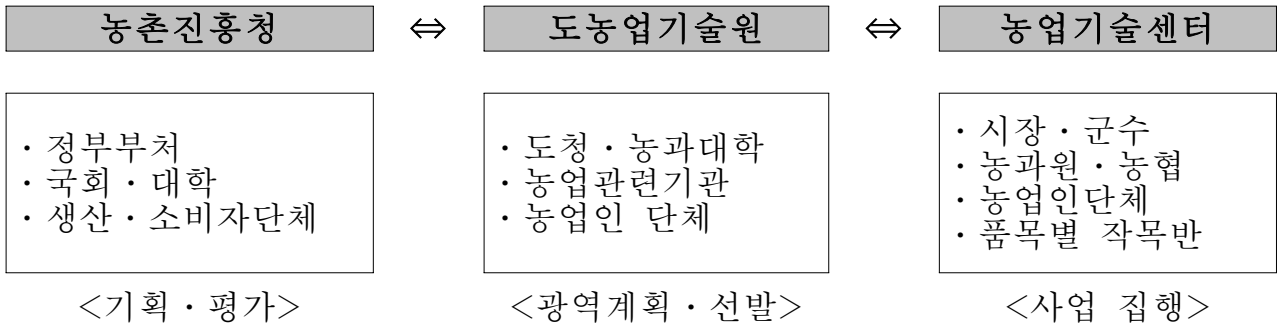 농촌진흥청 ⇔ 도농업기술원 ⇔ 농업기술센터
· 정부부처
· 국회 · 대학
· 생산 · 소비자단체
· 도청 · 농과대학
· 농업관련기관
· 농업인 단체
· 시장 · 군수
· 농과원 · 농협
· 농업인단체
· 품목별 작목반
<기획 · 평가>
<광역계획 · 선발>
<사업 집행>